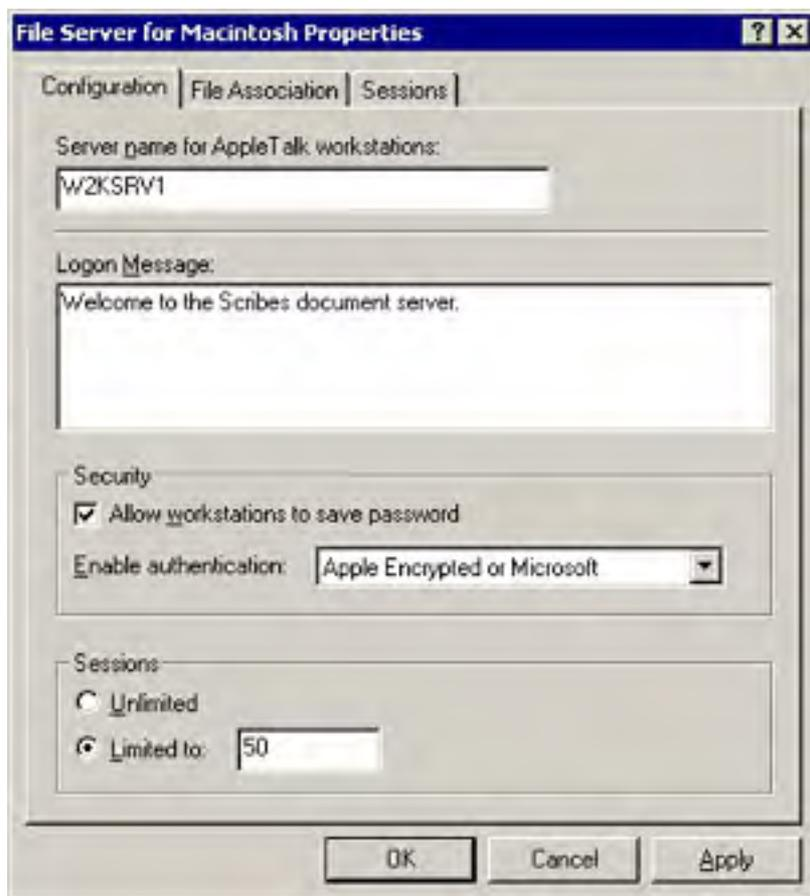 File Server for Macintosh Properties
Configuration File Association Sessions
Server name for AppleTalk workstations:
W2KSRV1
Logon Message:
Welcome to the Scribes document server.
Security
Allow workstations to save password
Enable authentication: Apple Encrypted or Microsoft
Sessions
Unlimited
Limited to: 50
OK Cancel Apply